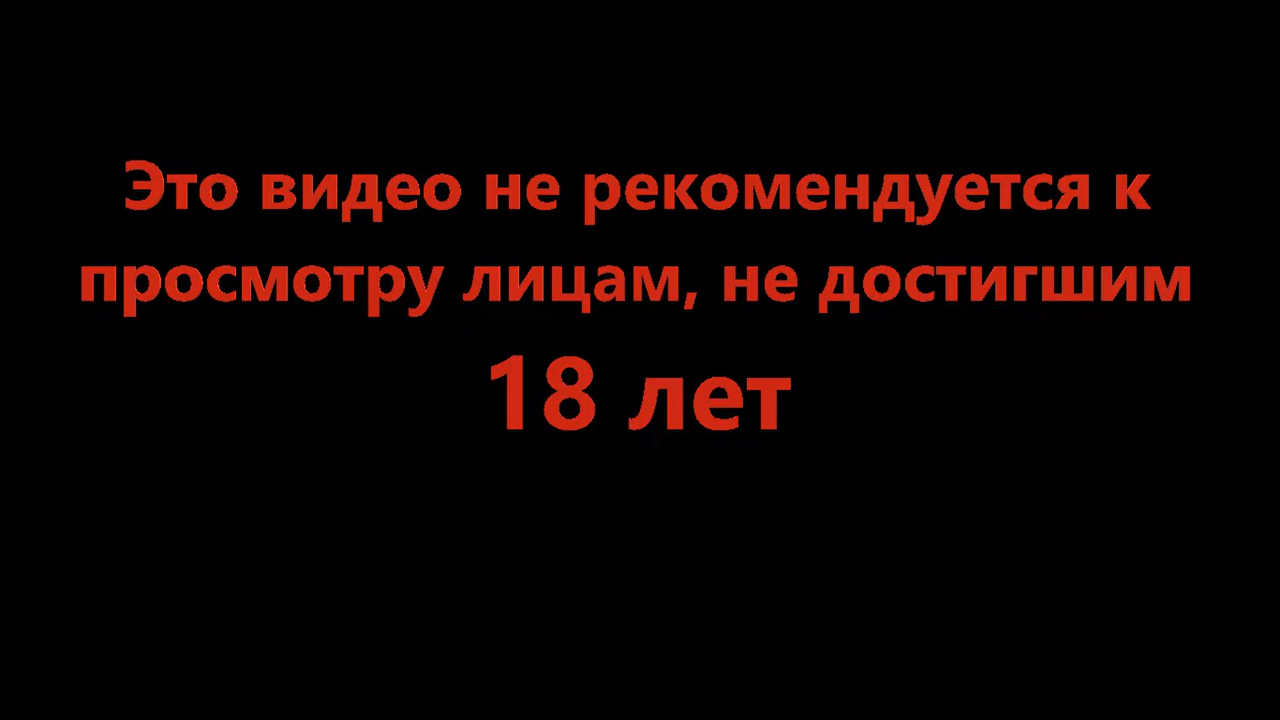 Это видео не рекомендуется к
просмотру лицам, не достигшим
18 лет